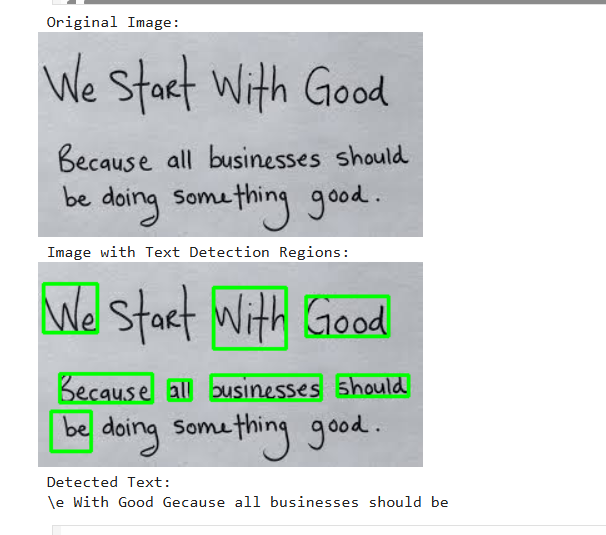 Original Image:
We Start With Good
Because all businesses should
be doing something good.
Image with Text Detection Regions:
We Start With Good
Because all businesses should
be doing something good.
Detected Text:
\e With Good Gecause all businesses should be